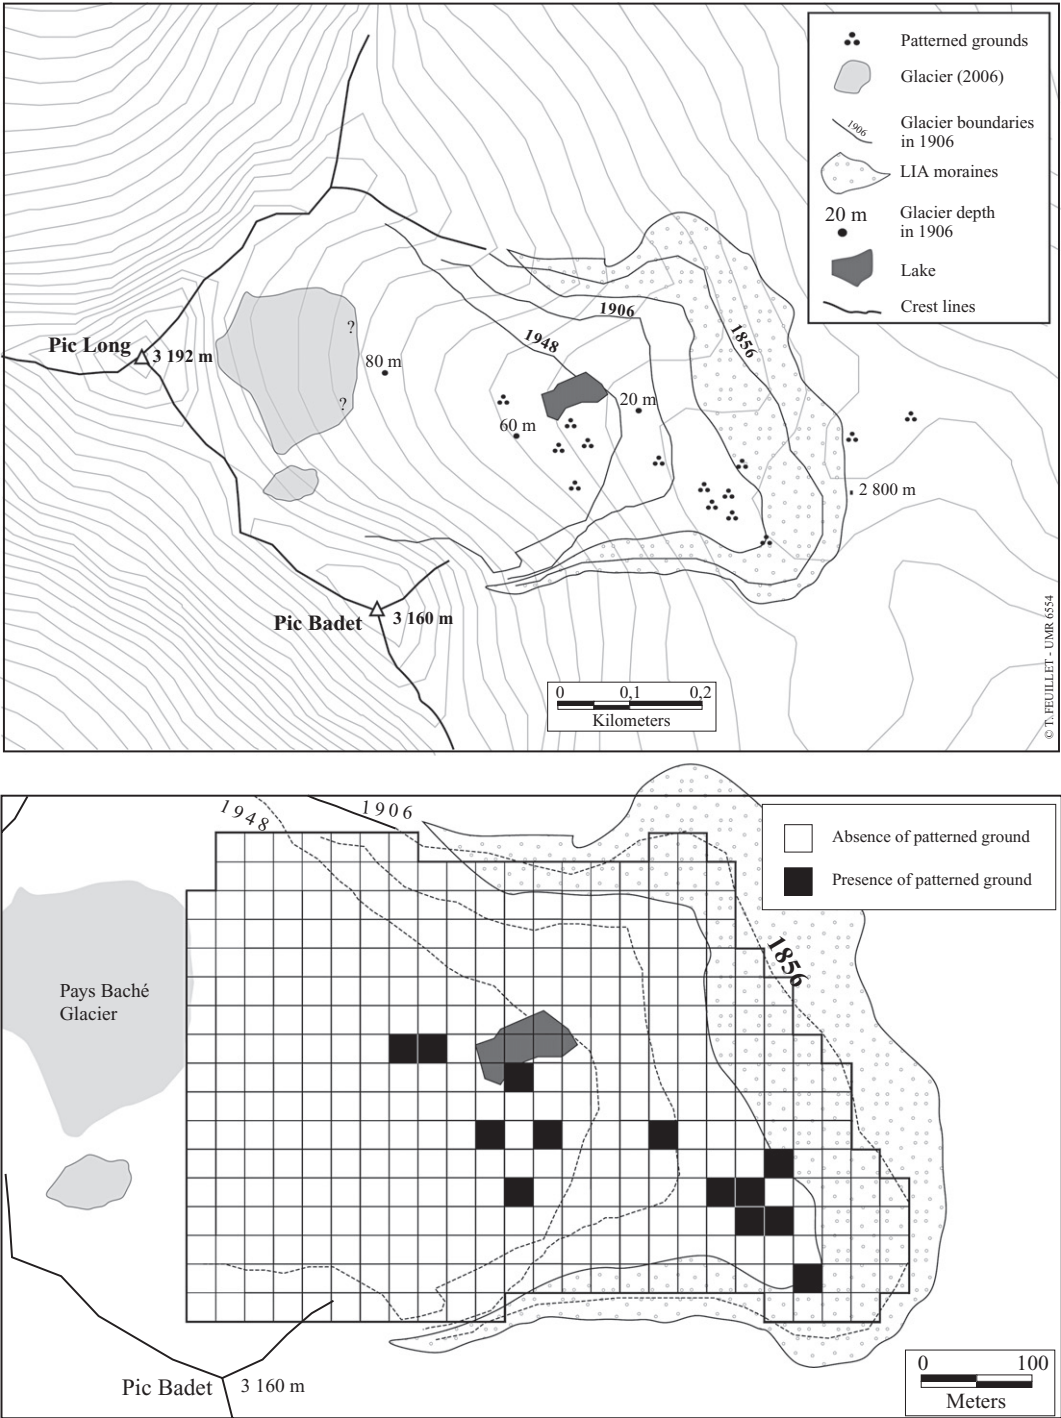 Patterned grounds
Glacier (2006)
1906
Glacier boundaries
in 1906
LIA moraines
20 m
Glacier depth
in 1906
Lake
Crest lines
1906
1948
1856
Pic Long
3 192 m
?
80 m
?
20 m
60 m
2 800 m
Pic Badet
3 160 m
0 0,1 0,2
Kilometers
© T. FEUILLET - UMR 6554
1948
1906
Absence of patterned ground
Presence of patterned ground
1856
Pays Baché
Glacier
Pic Badet
3 160 m
0 100
Meters